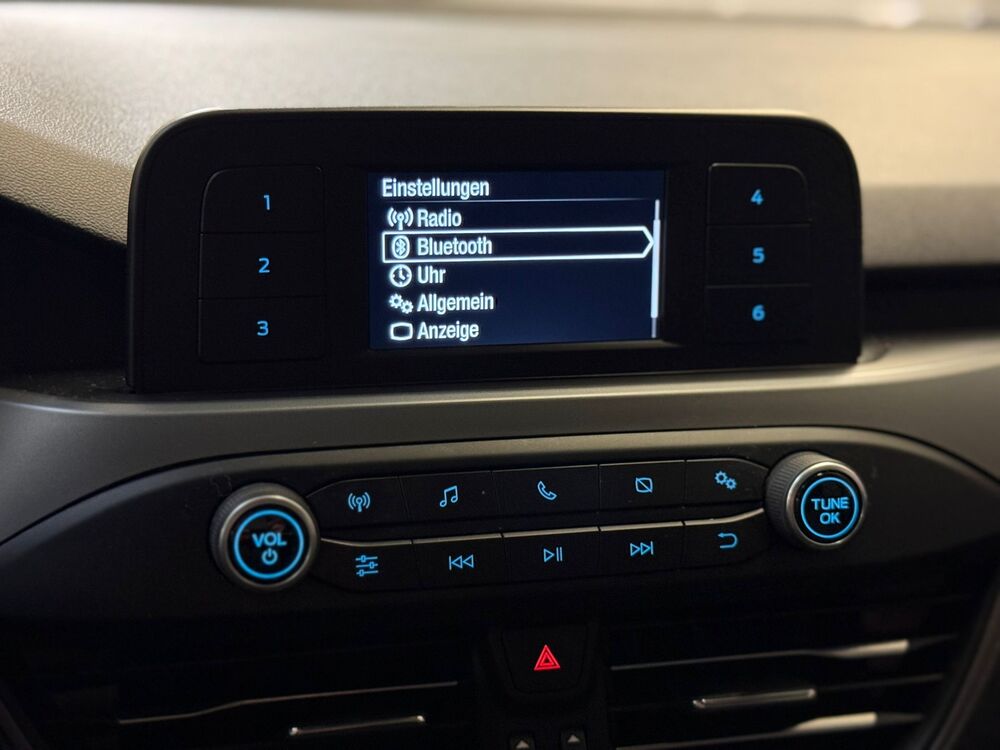 Einstellungen
Radio
Bluetooth
Uhr
Allgemein
Anzeige
1
2
3
4
5
6
VOL
TUNE
OK